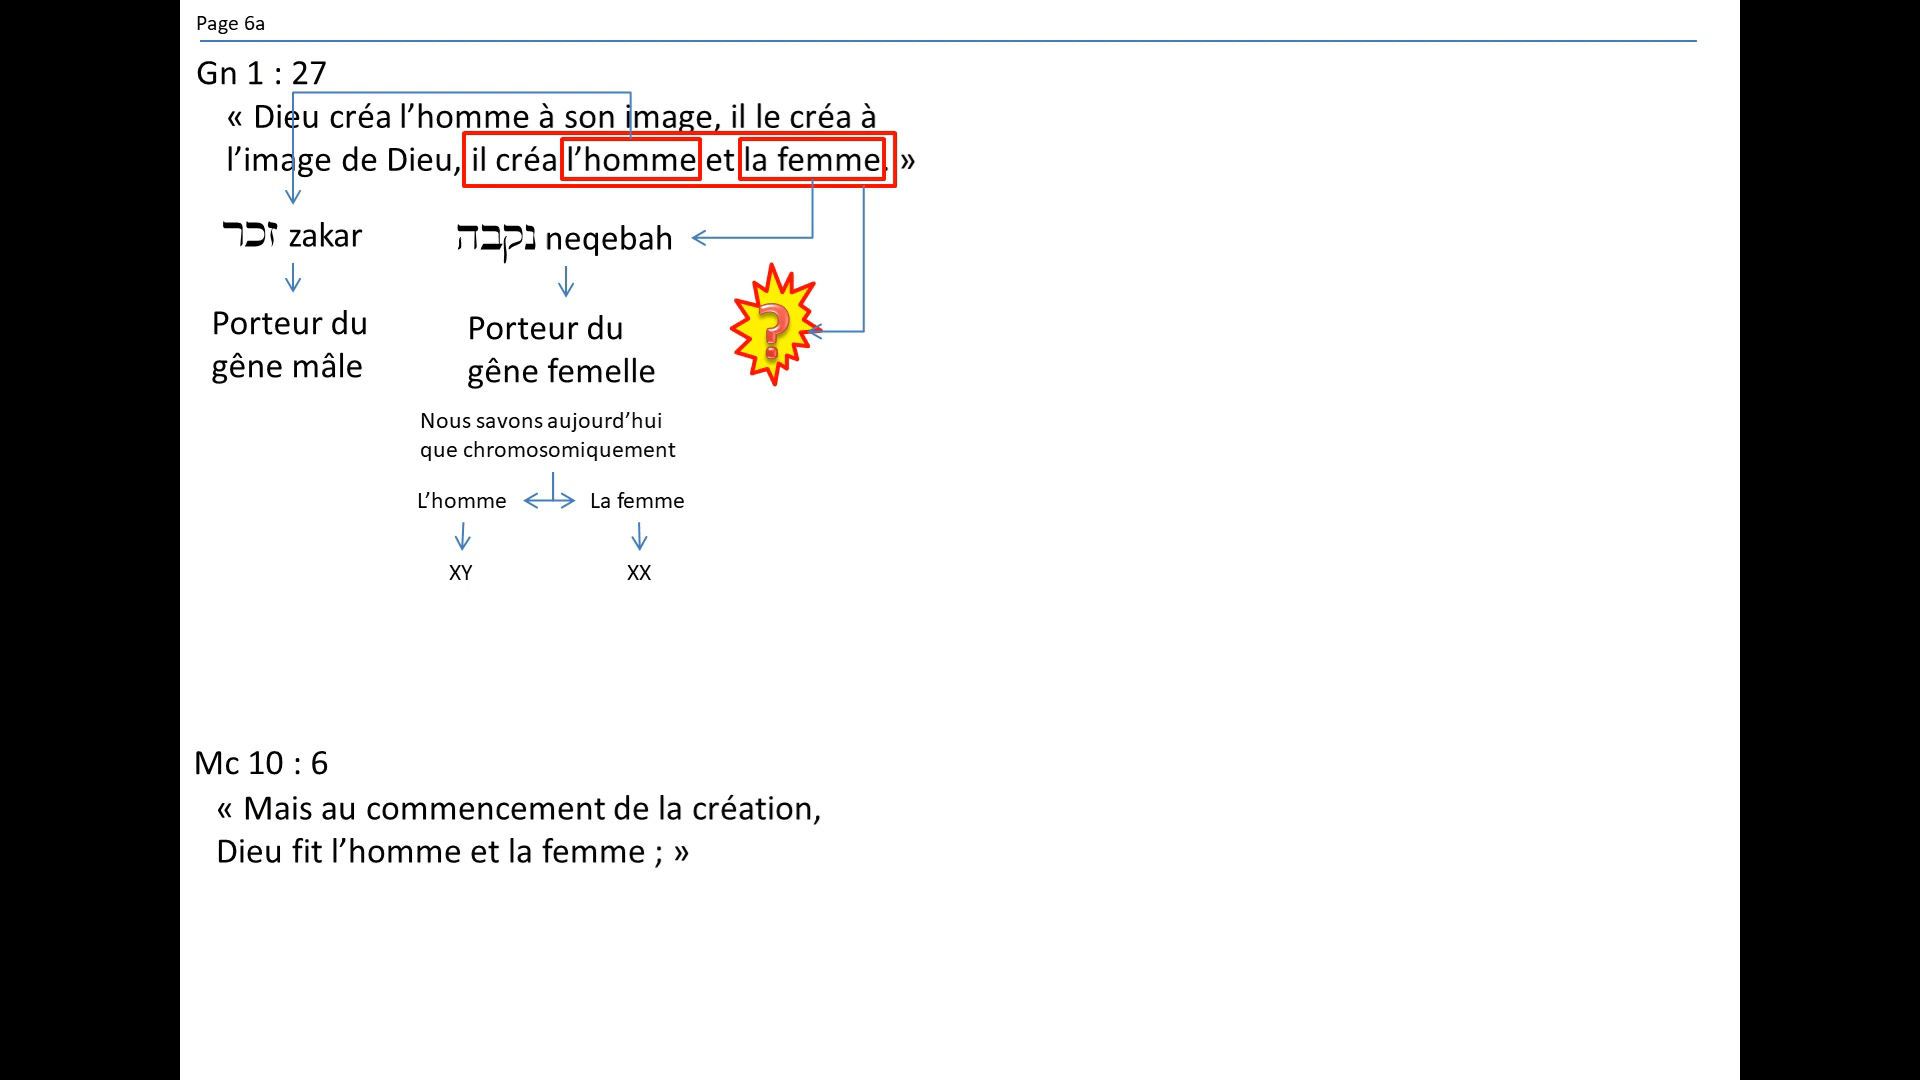 Page 6a
Gn 1 : 27
« Dieu créa l’homme à son image, il le créa à
l’image de Dieu, il créa l’homme et la femme. »
זכר zakar
נקבה neqebah
?
Porteur du
gêne mâle
Porteur du
gêne femelle
Nous savons aujourd’hui
que chromosomiquement
L’homme
La femme
XY
XX
Mc 10 : 6
« Mais au commencement de la création,
Dieu fit l’homme et la femme ; »